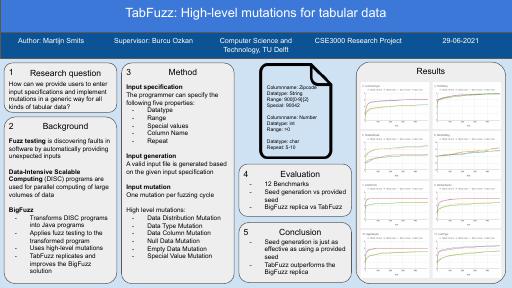 TabFuzz: High-level mutations for tabular data
Author: Martijn Smits
Supervisor: Burcu Ozkan
Computer Science and
Technology, TU Delft
CSE3000 Research Project
29-06-2021
1 Research question
How can we provide users to enter
input specifications and implement
mutations in a generic way for all
kinds of tabular data?
2 Background
Fuzz testing is discovering faults in
software by automatically providing
unexpected inputs
Data-Intensive Scalable
Computing (DISC) programs are
used for parallel computing of large
volumes of data
BigFuzz
- Transforms DISC programs
into Java programs
- Applies fuzz testing to the
transformed program
- Uses high-level mutations
- TabFuzz replicates and
improves the BigFuzz
solution
3 Method
Input specification
The programmer can specify the
following five properties:
- Datatype
- Range
- Special values
- Column Name
- Repeat
Input generation
A valid input file is generated based
on the given input specification
Input mutation
One mutation per fuzzing cycle
High-level mutations:
- Data Distribution Mutation
- Data Type Mutation
- Data Column Mutation
- Null Data Mutation
- Empty Data Mutation
- Special Value Mutation
Columnname: Zipcode
Datatype: String
Range: 900[0-9]{2}
Special: 90042
Columnname: Number
Datatype: int
Range: >0
Datatype: char
Repeat: 5-10
4 Evaluation
- 12 Benchmarks
- Seed generation vs provided
seed
- BigFuzz replica vs TabFuzz
5 Conclusion
- Seed generation is just as
effective as using a provided
seed
- TabFuzz outperforms the
BigFuzz replica
Results